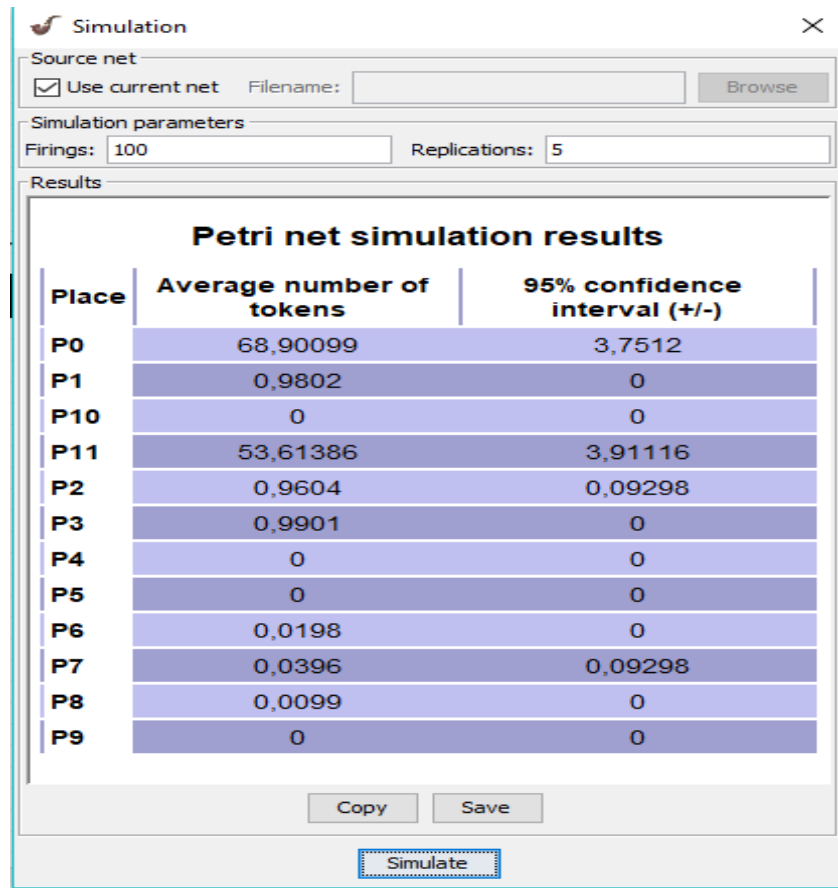 Simulation
Source net
Use current net Filename: Browse
Simulation parameters
Firings: 100 Replications: 5
Results
Petri net simulation results
Place Average number of tokens 95% confidence interval (+/-)
P0 68,90099 3,7512
P1 0,9802 0
P10 0 0
P11 53,61386 3,91116
P2 0,9604 0,09298
P3 0,9901 0
P4 0 0
P5 0 0
P6 0,0198 0
P7 0,0396 0,09298
P8 0,0099 0
P9 0 0
Copy Save
Simulate